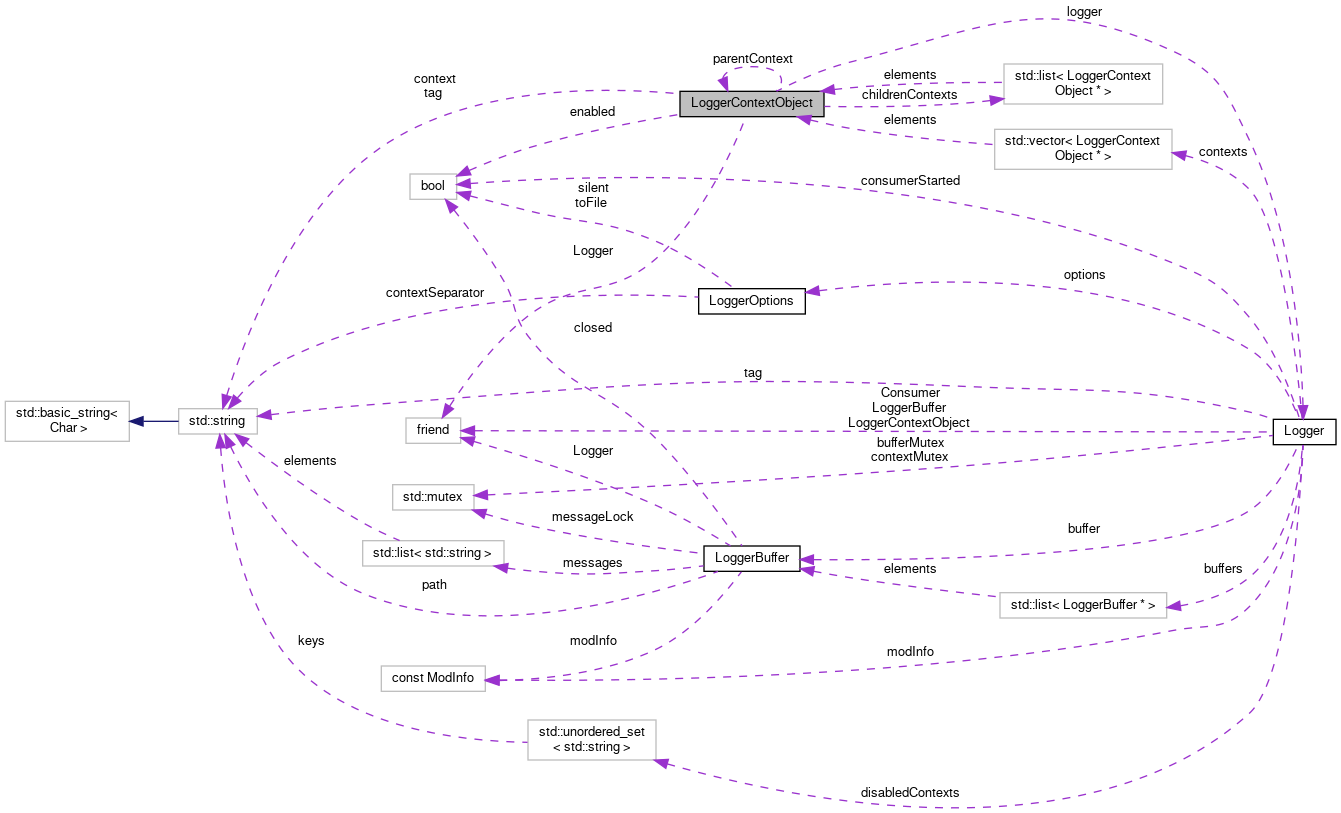 logger
parentContext
elements
std::list< LoggerContext
Object * >
context
tag
childrenContexts
LoggerContextObject
enabled
elements
std::vector< LoggerContext
Object * >
contexts
bool
silent
toFile
consumerStarted
Logger
options
contextSeparator
LoggerOptions
closed
tag
Consumer
LoggerBuffer
LoggerContextObject
std::basic_string<
Char >
std::string
friend
Logger
bufferMutex
contextMutex
Logger
elements
std::mutex
messageLock
buffer
std::list< std::string >
messages
LoggerBuffer
elements
buffers
path
std::list< LoggerBuffer * >
keys
modInfo
modInfo
const ModInfo
std::unordered_set
< std::string >
disabledContexts